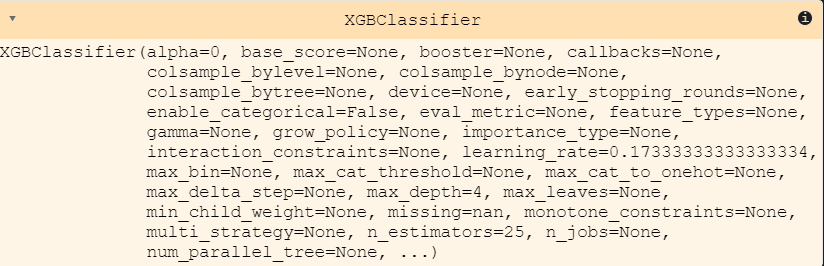 XGBClassifier
XGBClassifier(alpha=0, base_score=None, booster=None, callbacks=None,
colsample_bylevel=None, colsample_bynode=None,
colsample_bytree=None, device=None, early_stopping_rounds=None,
enable_categorical=False, eval_metric=None, feature_types=None,
gamma=None, grow_policy=None, importance_type=None,
interaction_constraints=None, learning_rate=0.17333333333333334,
max_bin=None, max_cat_threshold=None, max_cat_to_onehot=None,
max_delta_step=None, max_depth=4, max_leaves=None,
min_child_weight=None, missing=nan, monotone_constraints=None,
multi_strategy=None, n_estimators=25, n_jobs=None,
num_parallel_tree=None, ...)